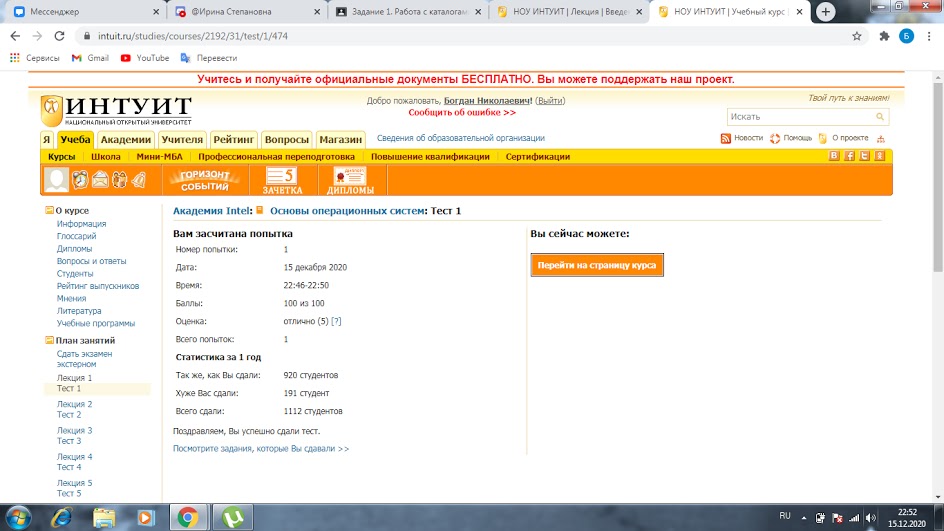 Мессенджер
@Ирина Степановна
Задание 1. Работа с каталогам
НОУ ИНТУИТ | Лекция | Введе
НОУ ИНТУИТ | Учебный курс |
intuit.ru/studies/courses/2192/31/test/1/474
Б
Сервисы
Gmail
YouTube
Перевести
Учитесь и получайте официальные документы БЕСПЛАТНО. Вы можете поддержать наш проект.
ИНТУИТ
НАЦИОНАЛЬНЫЙ ОТКРЫТЫЙ УНИВЕРСИТЕТ
Добро пожаловать, Богдан Николаевич! (Выйти)
Сообщить об ошибке >>
Твой путь к знаниям!
Искать
Я Учеба Академии Учителя Рейтинг Вопросы Магазин
Сведения об образовательной организации
Новости Помощь О проекте
Курсы Школа Мини-МБА Профессиональная переподготовка Повышение квалификации Сертификации
ГОРИЗОНТ
СОБЫТИЙ
5
ЗАЧЕТКА
ДИПЛОМЫ
О курсе
Информация
Глоссарий
Дипломы
Вопросы и ответы
Студенты
Рейтинг выпускников
Мнения
Литература
Учебные программы
План занятий
Сдать экзамен
экстерном
Лекция 1
Тест 1
Лекция 2
Тест 2
Лекция 3
Тест 3
Лекция 4
Тест 4
Лекция 5
Тест 5
Академия Intel: Основы операционных систем: Тест 1
Вам засчитана попытка
Номер попытки: 1
Дата: 15 декабря 2020
Время: 22:46-22:50
Баллы: 100 из 100
Оценка: отлично (5) [?]
Всего попыток: 1
Статистика за 1 год
Так же, как Вы сдали: 920 студентов
Хуже Вас сдали: 191 студент
Всего сдали: 1112 студентов
Поздравляем, Вы успешно сдали тест.
Посмотрите задания, которые Вы сдавали >>
Вы сейчас можете:
Перейти на страницу курса
RU
22:52
15.12.2020